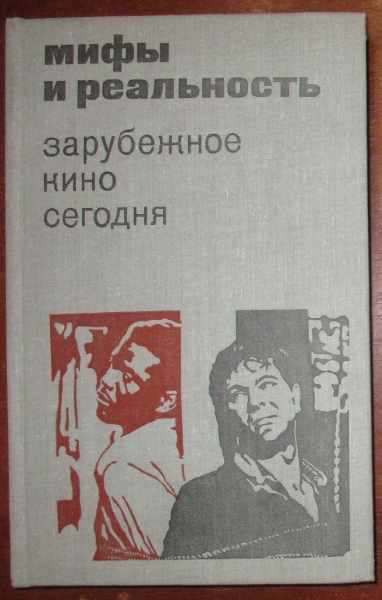 мифы
и реальность
зарубежное
кино
сегодня